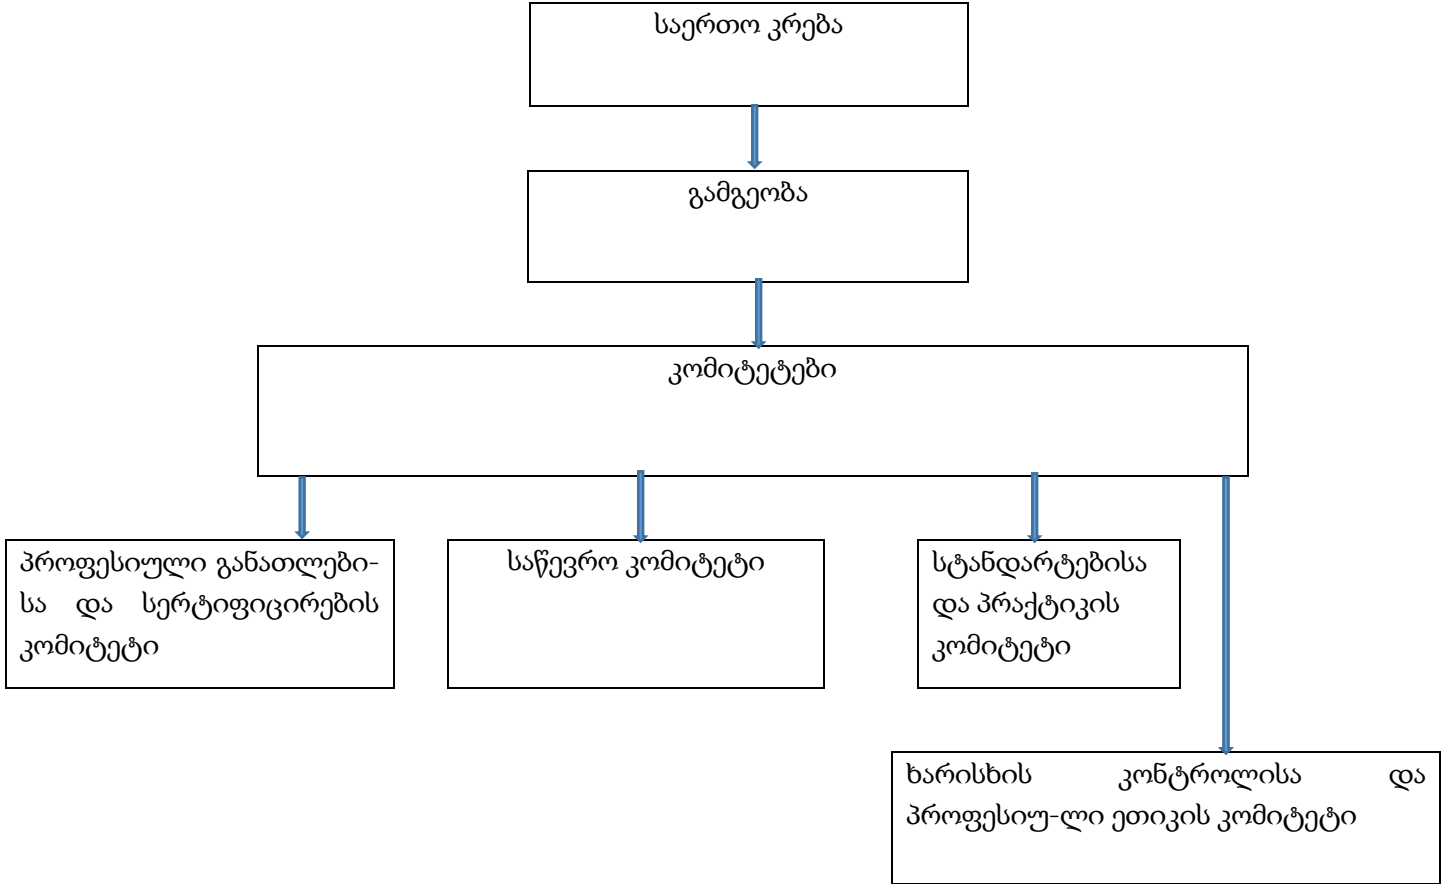 საერთო კრება
გამგეობა
კომიტეტები
პროფესიული განათლები-
სა და სერტიფიცირების
კომიტეტი
საწევრო კომიტეტი
სტანდარტებისა
და პრაქტიკის
კომიტეტი
ხარისხის კონტროლისა და
პროფესიუ-ლი ეთიკის კომიტეტი